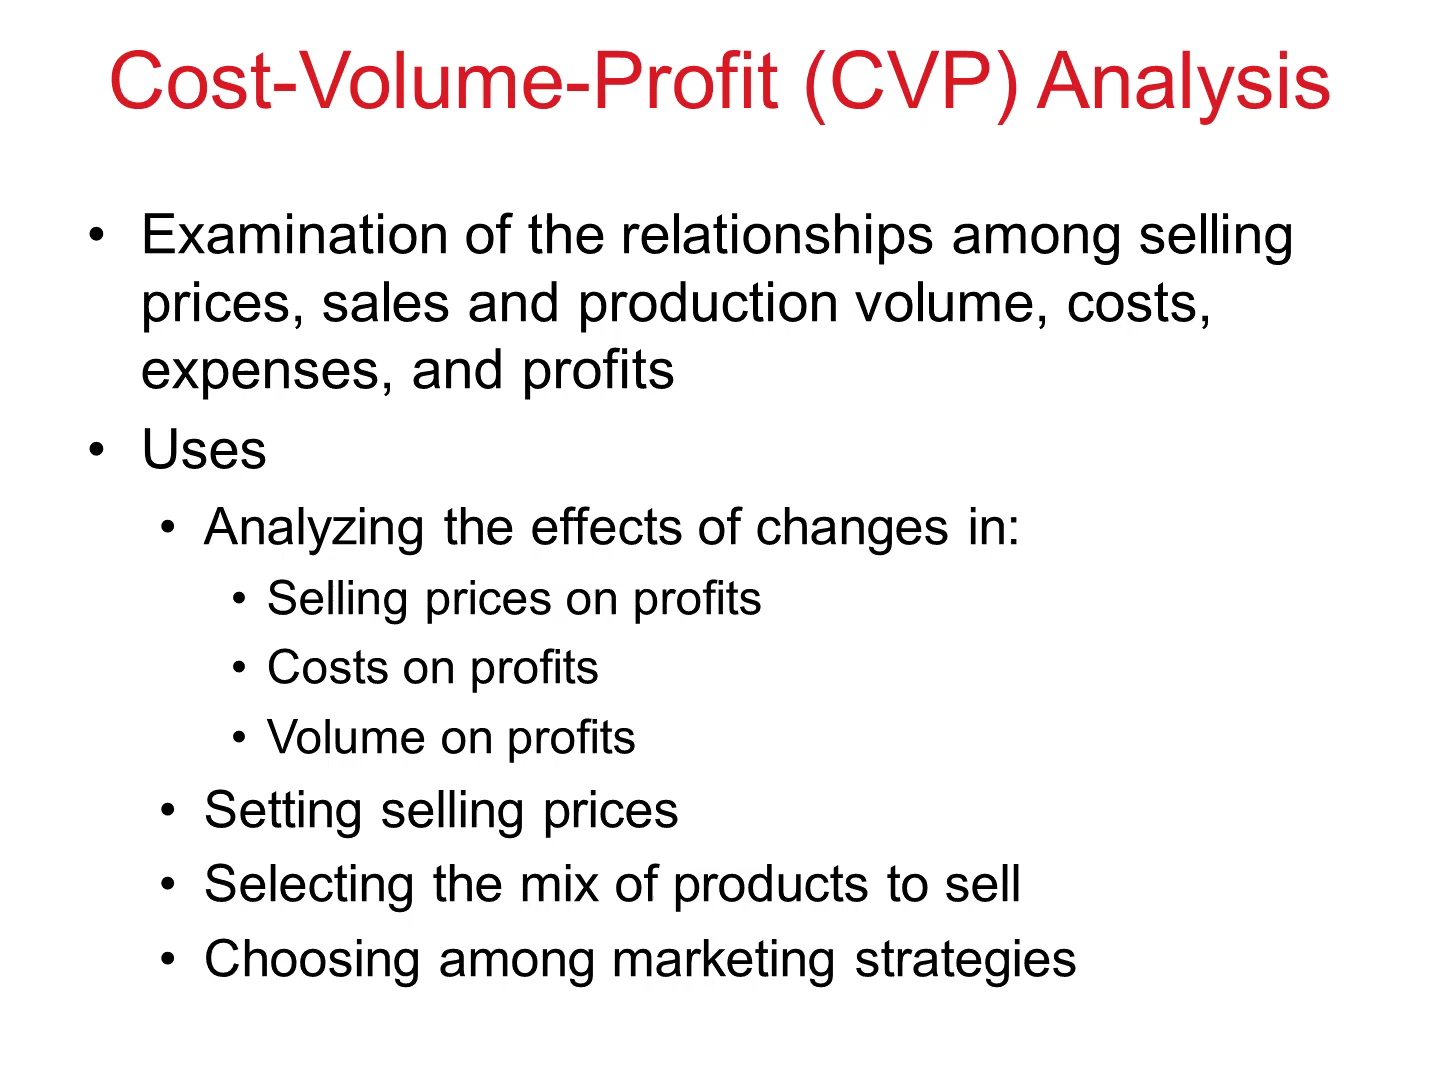 Cost-Volume-Profit (CVP) Analysis
• Examination of the relationships among selling
prices, sales and production volume, costs,
expenses, and profits
• Uses
• Analyzing the effects of changes in:
• Selling prices on profits
• Costs on profits
• Volume on profits
• Setting selling prices
• Selecting the mix of products to sell
• Choosing among marketing strategies